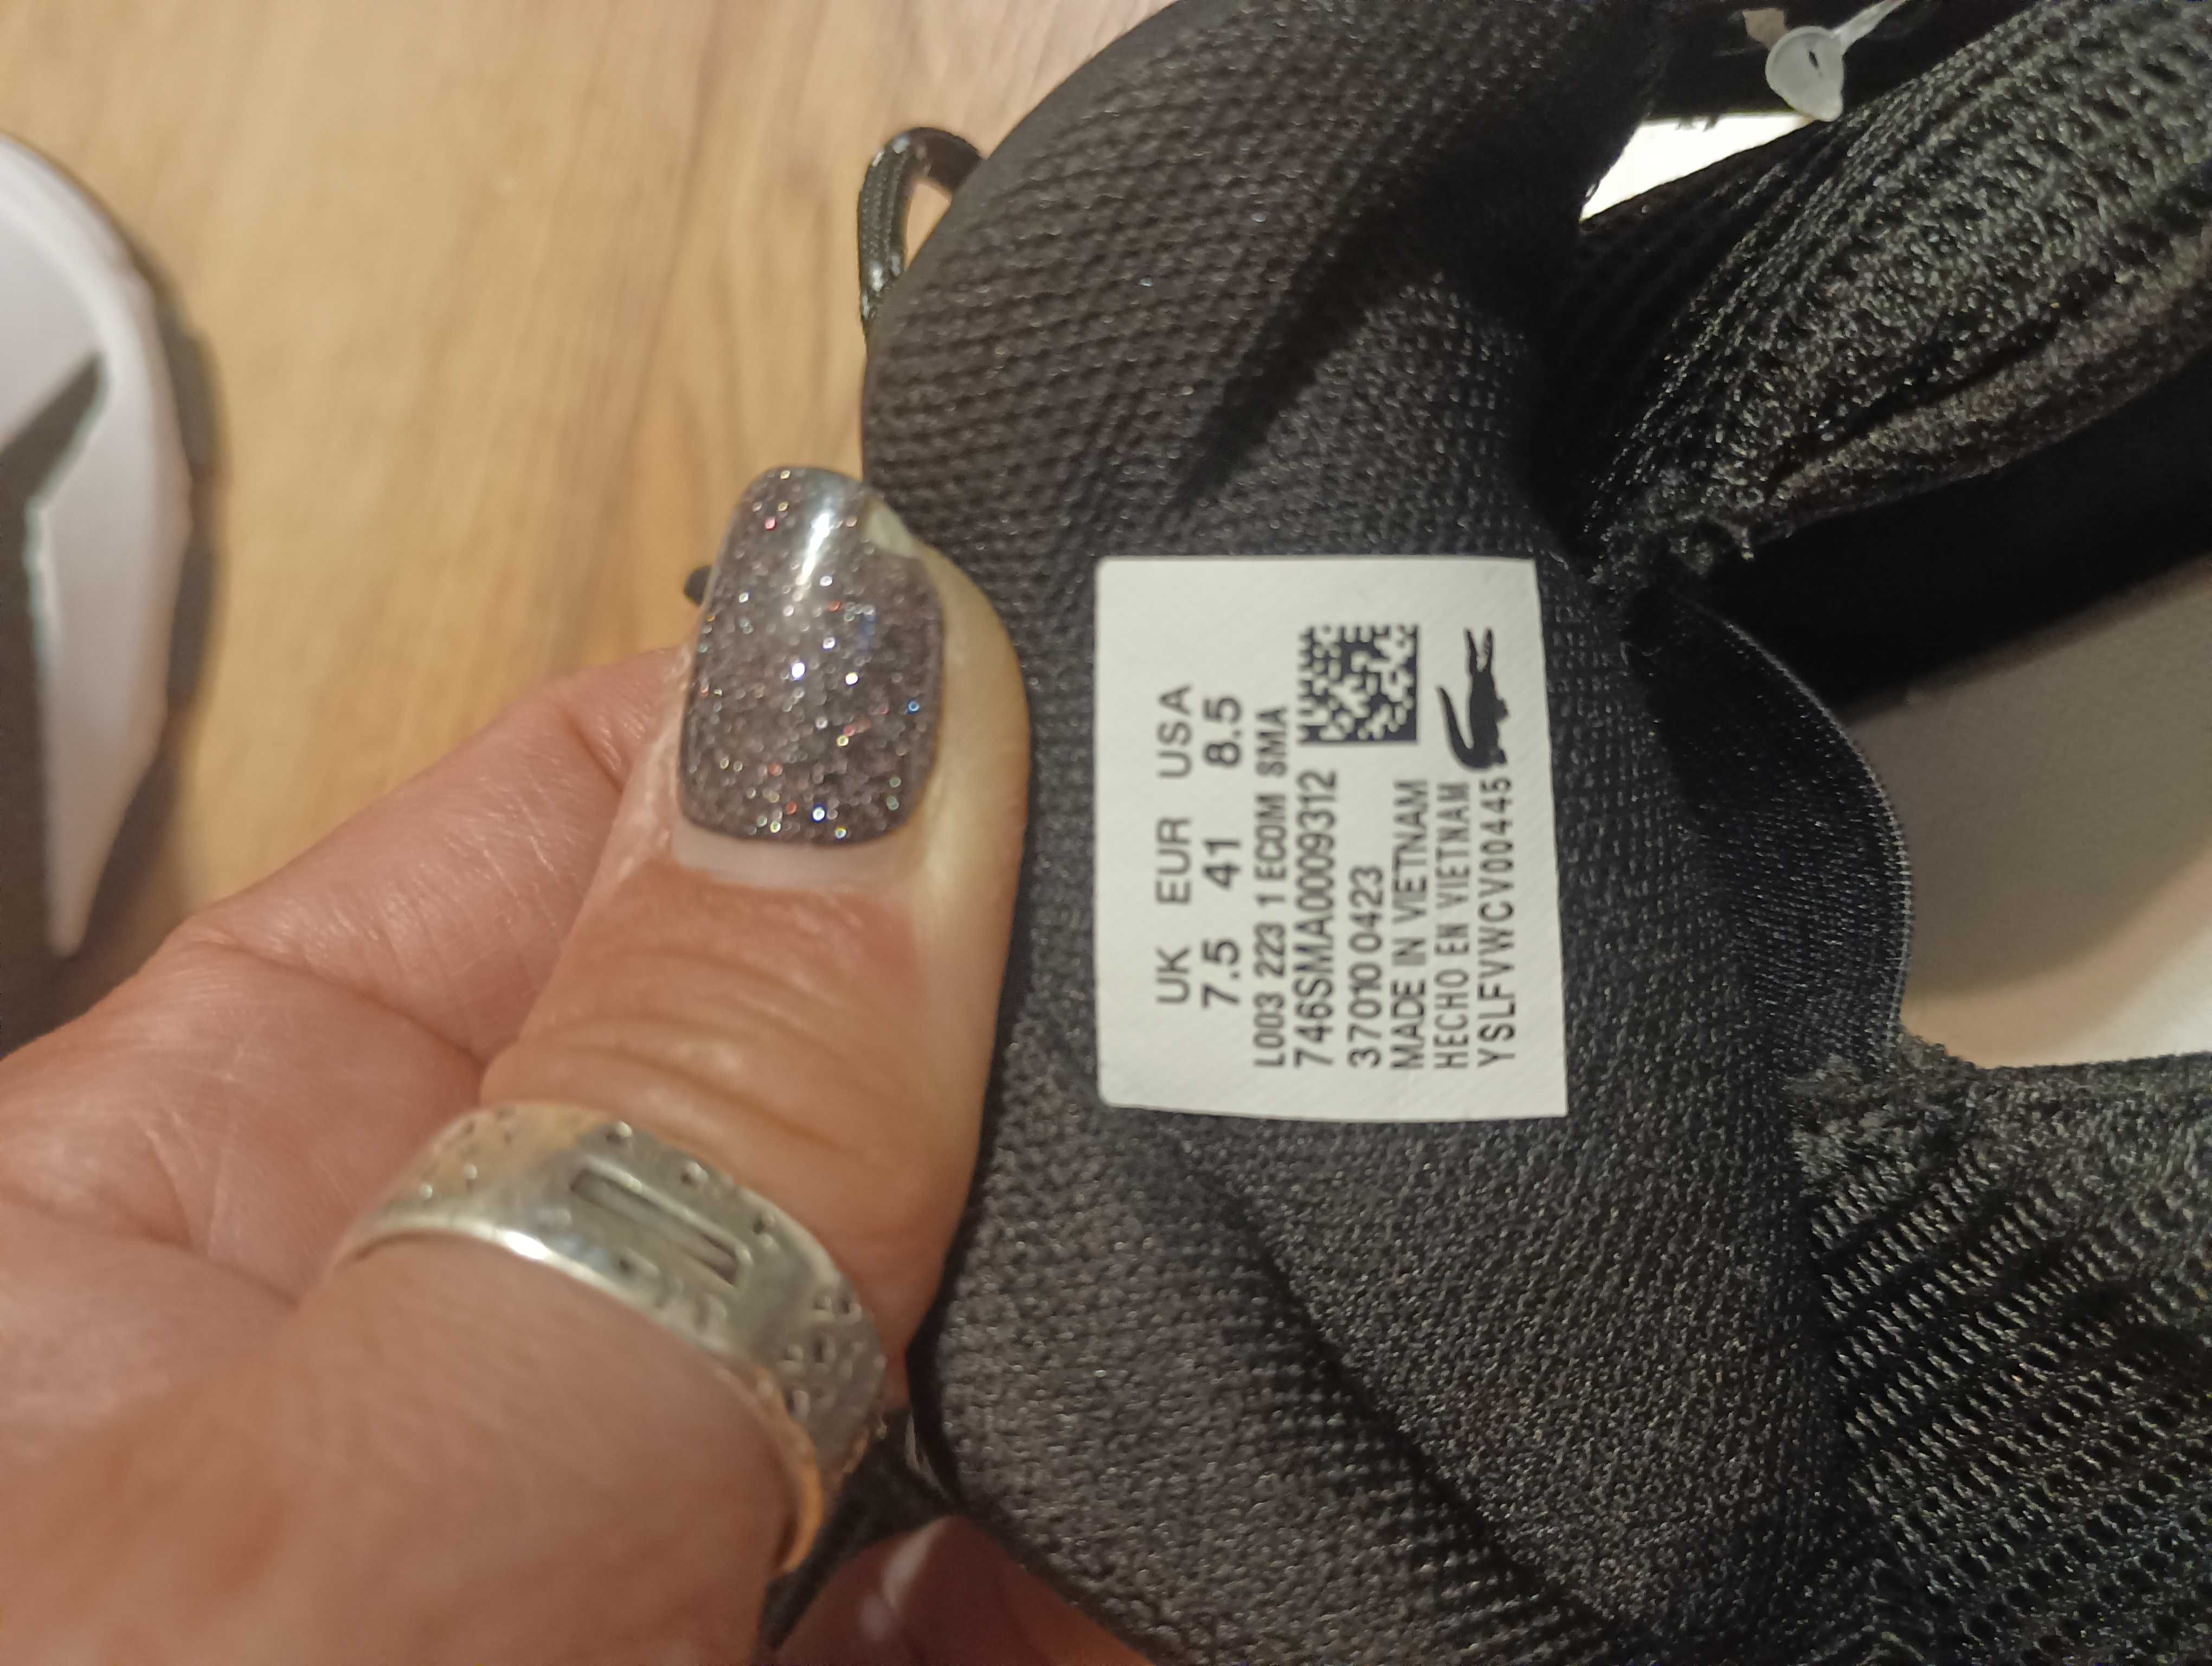 UK EUR USA
7.5 41 8.5
L003 223 1 ECOM SMA
746SMA0009312
37010 0423
MADE IN VIETNAM
HECHO EN VIETNAM
YSLFVWCV00445